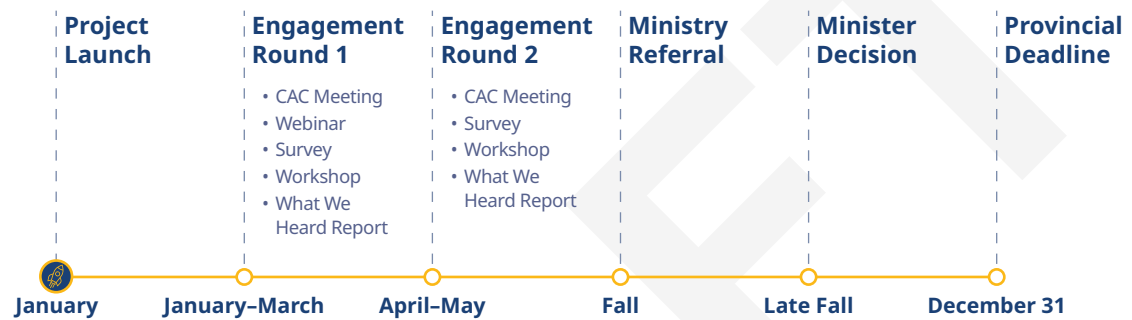 Project
Launch
Engagement
Round 1
• CAC Meeting
• Webinar
• Survey
• Workshop
• What We
Heard Report
Engagement
Round 2
• CAC Meeting
• Survey
• Workshop
• What We
Heard Report
Ministry
Referral
Minister
Decision
Provincial
Deadline
January
January–March
April–May
Fall
Late Fall
December 31